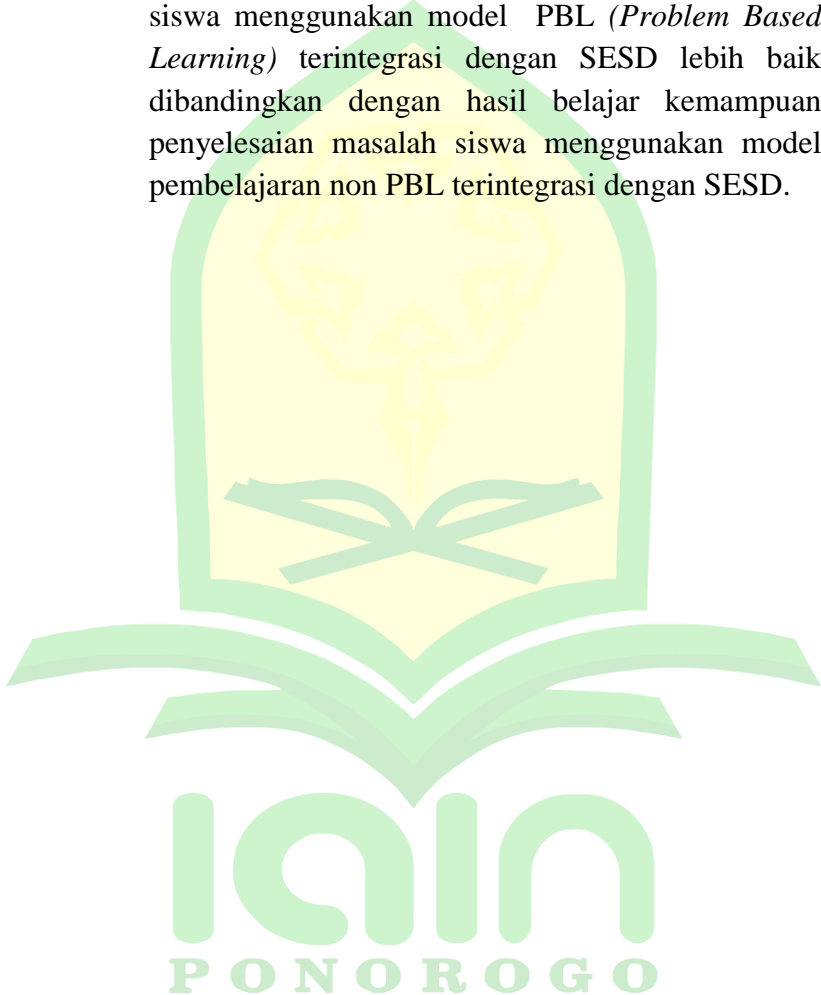 siswa menggunakan model PBL (Problem Based
Learning) terintegrasi dengan SESD lebih baik
dibandingkan dengan hasil belajar kemampuan
penyelesaian masalah siswa menggunakan model
pembelajaran non PBL terintegrasi dengan SESD.
iain
PONOROGO